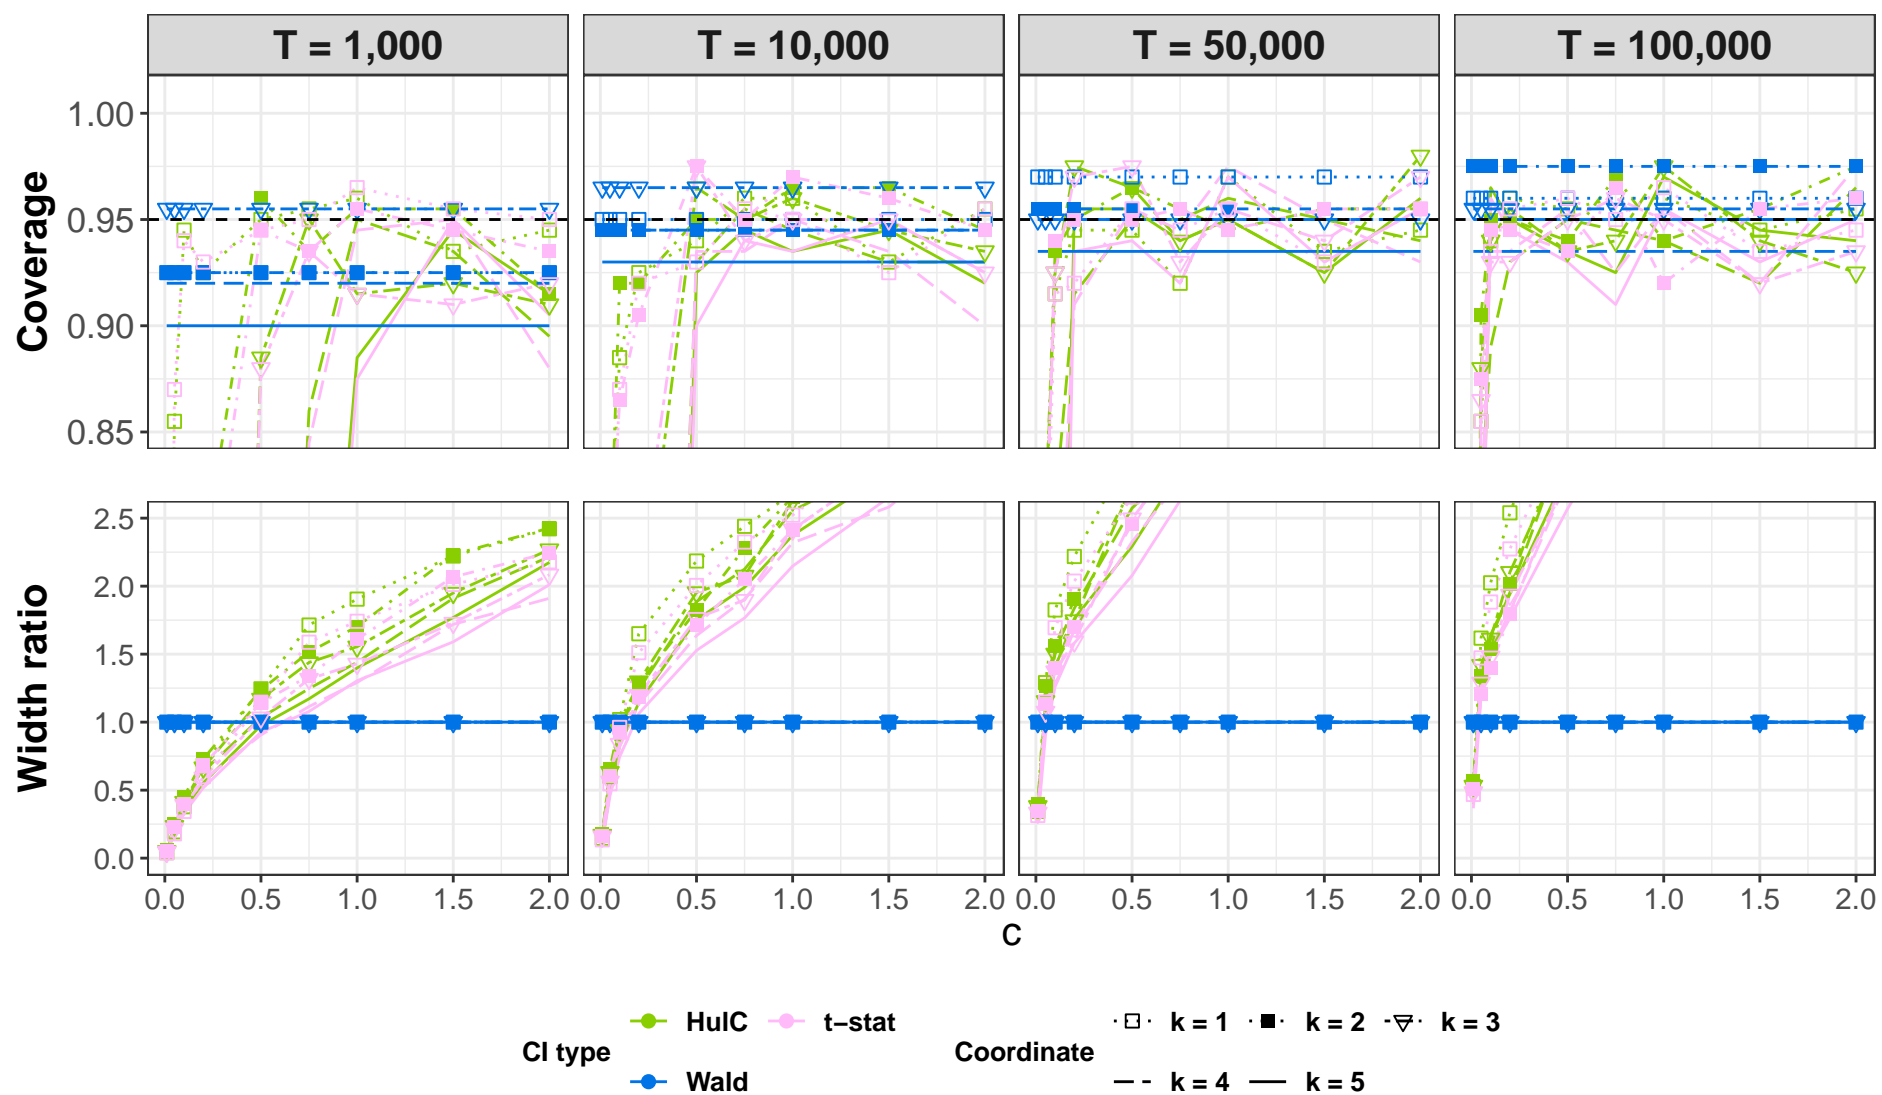 T = 1,000 T = 10,000 T = 50,000 T = 100,000
Coverage
1.00
0.95
0.90
0.85
Width ratio
2.5
2.0
1.5
1.0
0.5
0.0
0.0 0.5 1.0 1.5 2.0 0.0 0.5 1.0 1.5 2.0 0.0 0.5 1.0 1.5 2.0 0.0 0.5 1.0 1.5 2.0
c
CI type
HulC t−stat
Wald
Coordinate
k = 1 k = 2 k = 3
k = 4 k = 5